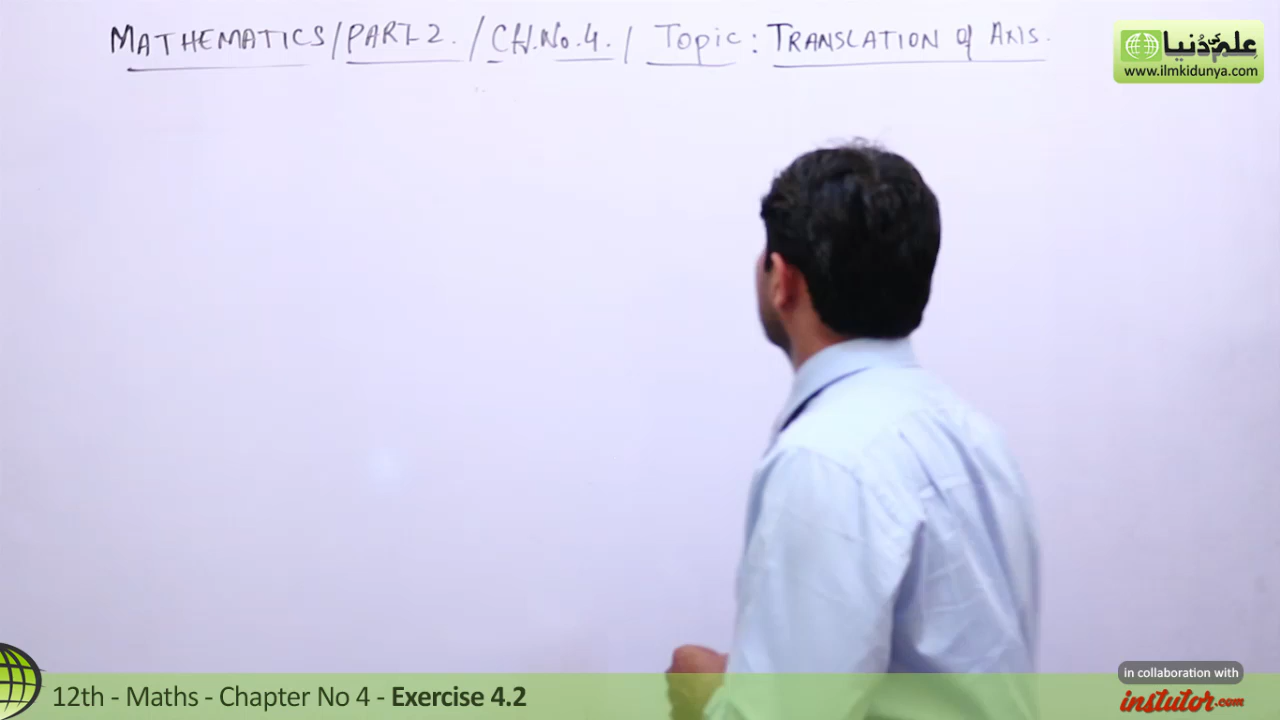 MATHEMATICS / PART-2. / CH.No.4. / Topic: TRANSLATION of AXIS.
علم کی دنیا
www.ilmkidunya.com
12th - Maths - Chapter No 4 - Exercise 4.2
in collaboration with
instutor.com